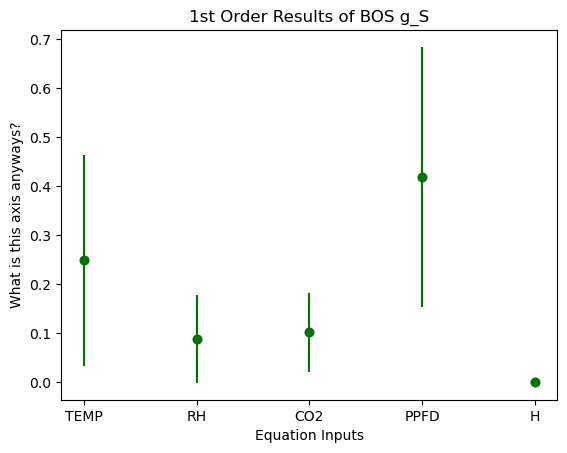 1st Order Results of BOS g_S
What is this axis anyways?
0.7
0.6
0.5
0.4
0.3
0.2
0.1
0.0
TEMP RH CO2 PPFD H
Equation Inputs